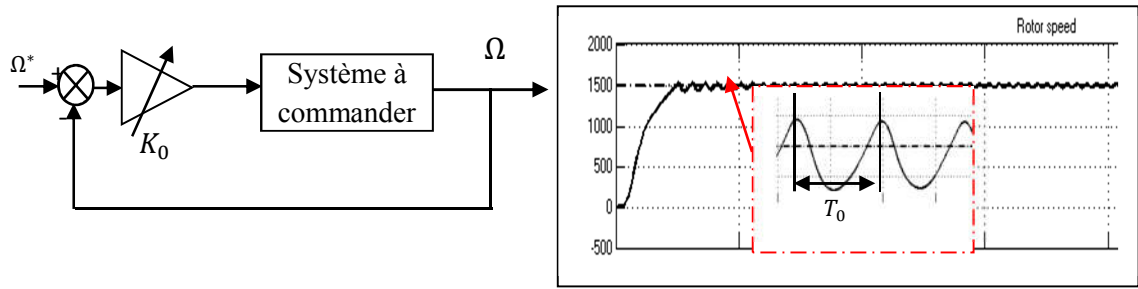 Ω*
+
−
K₀
Système à
commander
Ω
Rotor speed
2000
1500
1000
500
0
-500
T₀